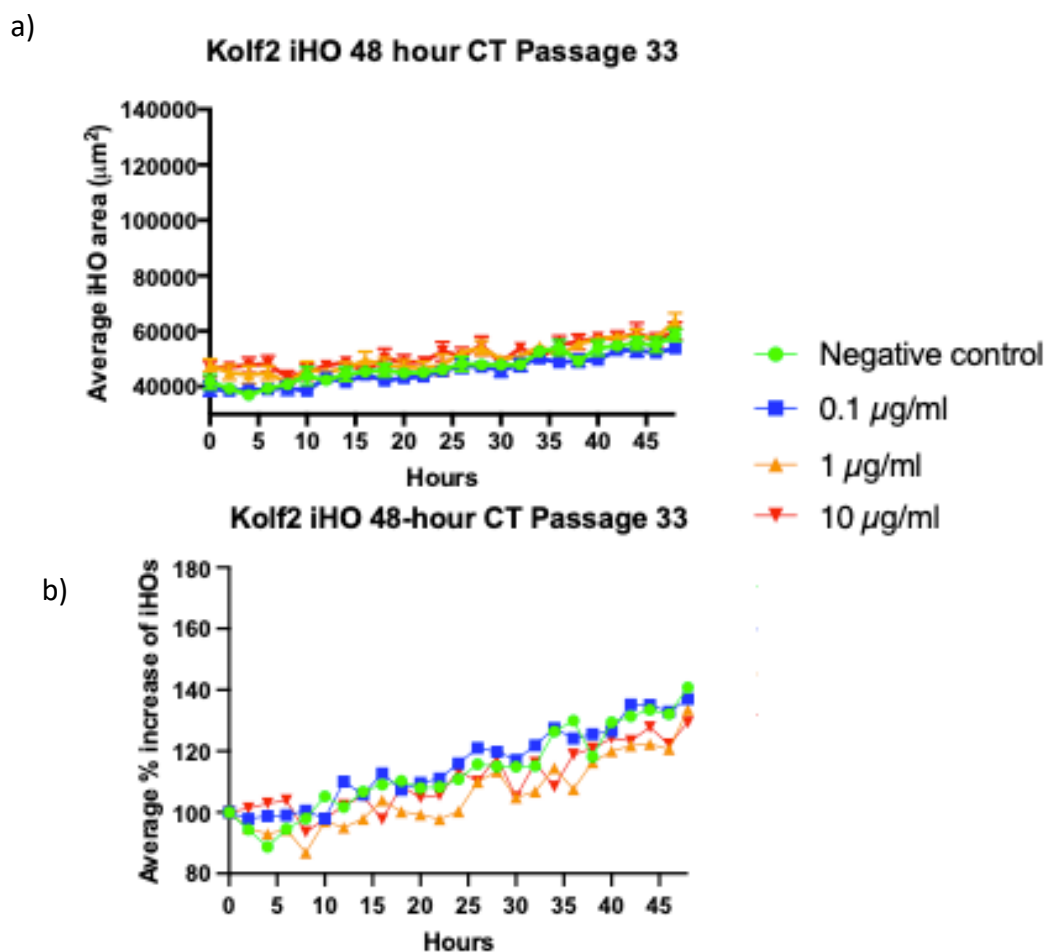 a)
Kolf2 iHO 48 hour CT Passage 33
Average iHO area (μm²)
140000
120000
100000
80000
60000
40000
0 5 10 15 20 25 30 35 40 45
Hours
Negative control
0.1 µg/ml
1 µg/ml
10 µg/ml
Kolf2 iHO 48-hour CT Passage 33
b)
Average % increase of iHOs
180
160
140
120
100
80
0 5 10 15 20 25 30 35 40 45
Hours